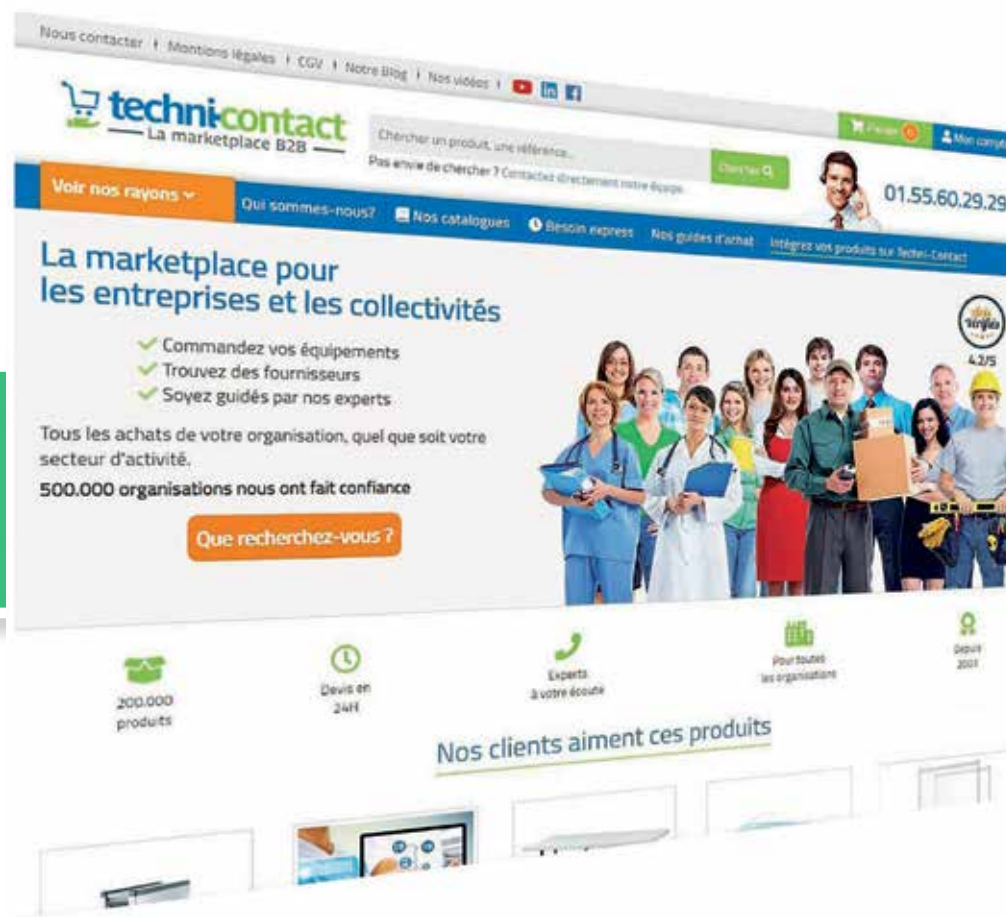 Nous contacter | Mentions légales | CGV | Notre Blog | Nos vidéos |
techni-contact
La marketplace B2B
Chercher un produit, une référence...
Chercher
Pas envie de chercher ? Contactez directement notre équipe
Panier 0
Mon compte
01.55.60.29.29
Voir nos rayons
Qui sommes-nous?
Nos catalogues
Besoin express
Nos guides d'achat
Intégrez vos produits sur Techni-Contact
La marketplace pour
les entreprises et les collectivités
Commandez vos équipements
Trouvez des fournisseurs
Soyez guidés par nos experts
Tous les achats de votre organisation, quel que soit votre
secteur d'activité.
500.000 organisations nous ont fait confiance
Que recherchez-vous ?
Vérifiés
4.2/5
200.000
produits
Devis en
24H
Experts
à votre écoute
Pour toutes
les organisations
Depuis
Nos clients aiment ces produits